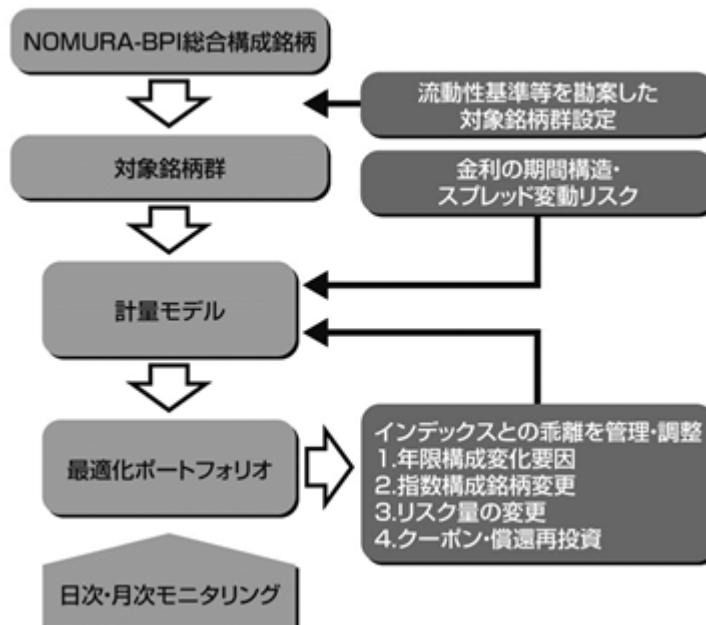 NOMURA-BPI総合構成銘柄
流動性基準等を勘案した
対象銘柄群設定
対象銘柄群
金利の期間構造・
スプレッド変動リスク
計量モデル
最適化ポートフォリオ
インデックスとの乖離を管理・調整
1.年限構成変化要因
2.指数構成銘柄変更
3.リスク量の変更
4.クーポン・償還再投資
日次・月次モニタリング